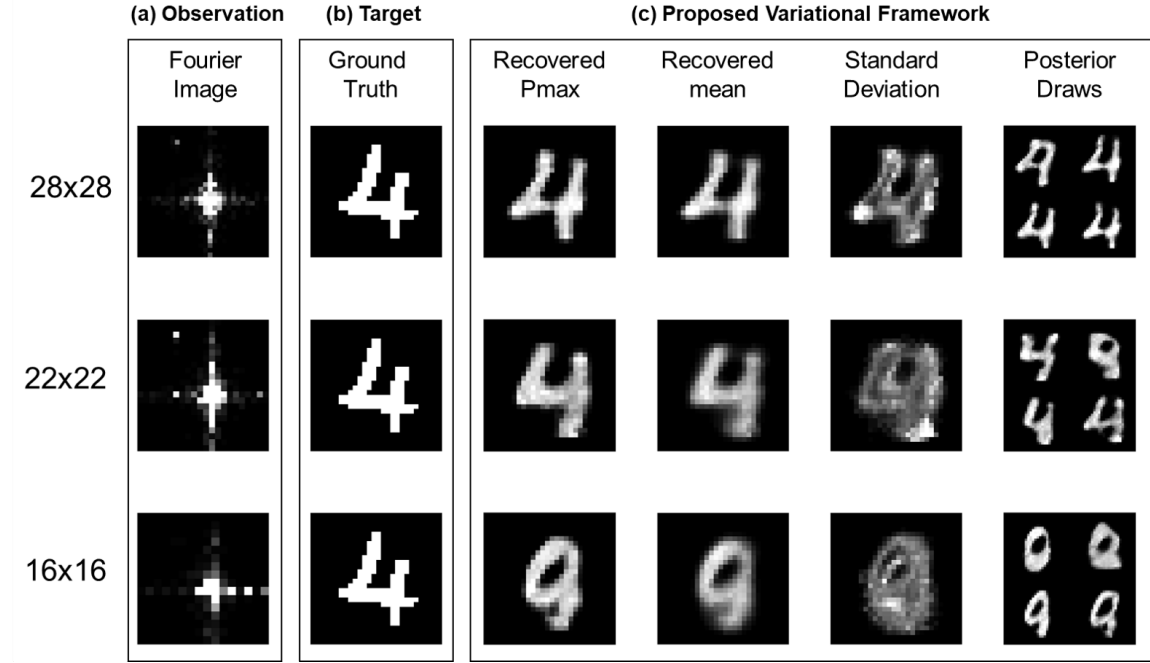 (a) Observation
(b) Target
(c) Proposed Variational Framework
Fourier
Image
Ground
Truth
Recovered
Pmax
Recovered
mean
Standard
Deviation
Posterior
Draws
28x28
22x22
16x16